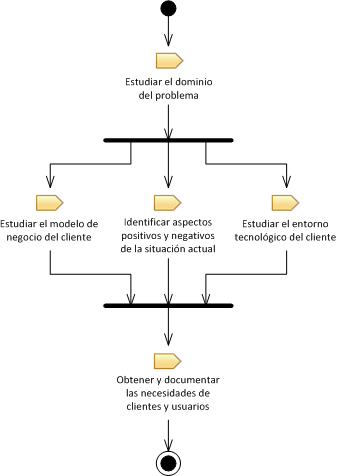 Estudiar el dominio
del problema
Estudiar el modelo de
negocio del cliente
Identificar aspectos
positivos y negativos
de la situación actual
Estudiar el entorno
tecnológico del cliente
Obtener y documentar
las necesidades de
clientes y usuarios